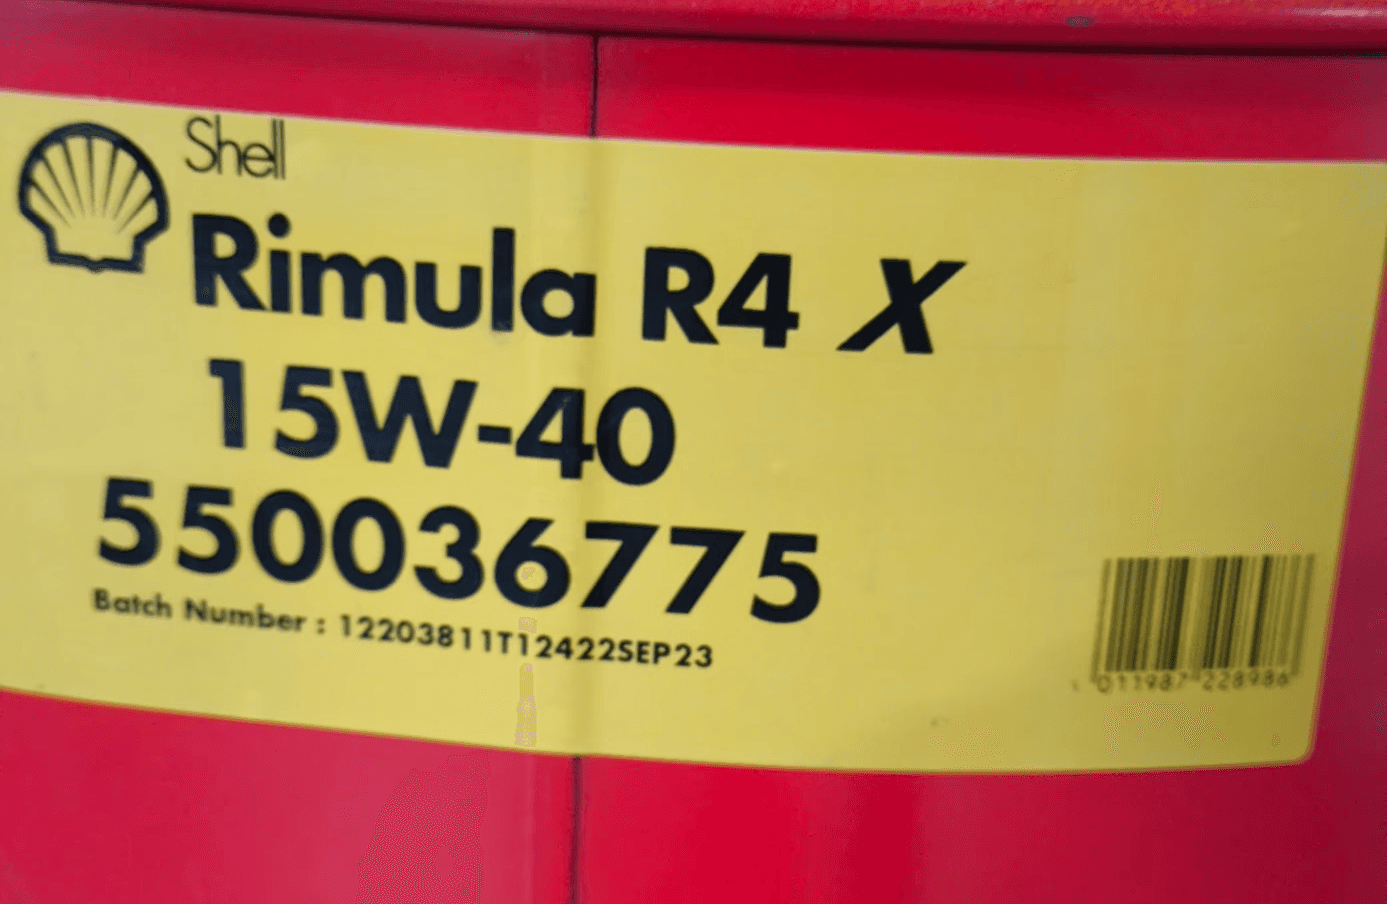 Shell
Rimula R4 X
15W-40
550036775
Batch Number : 12203811T12422SEP23
011987 228986